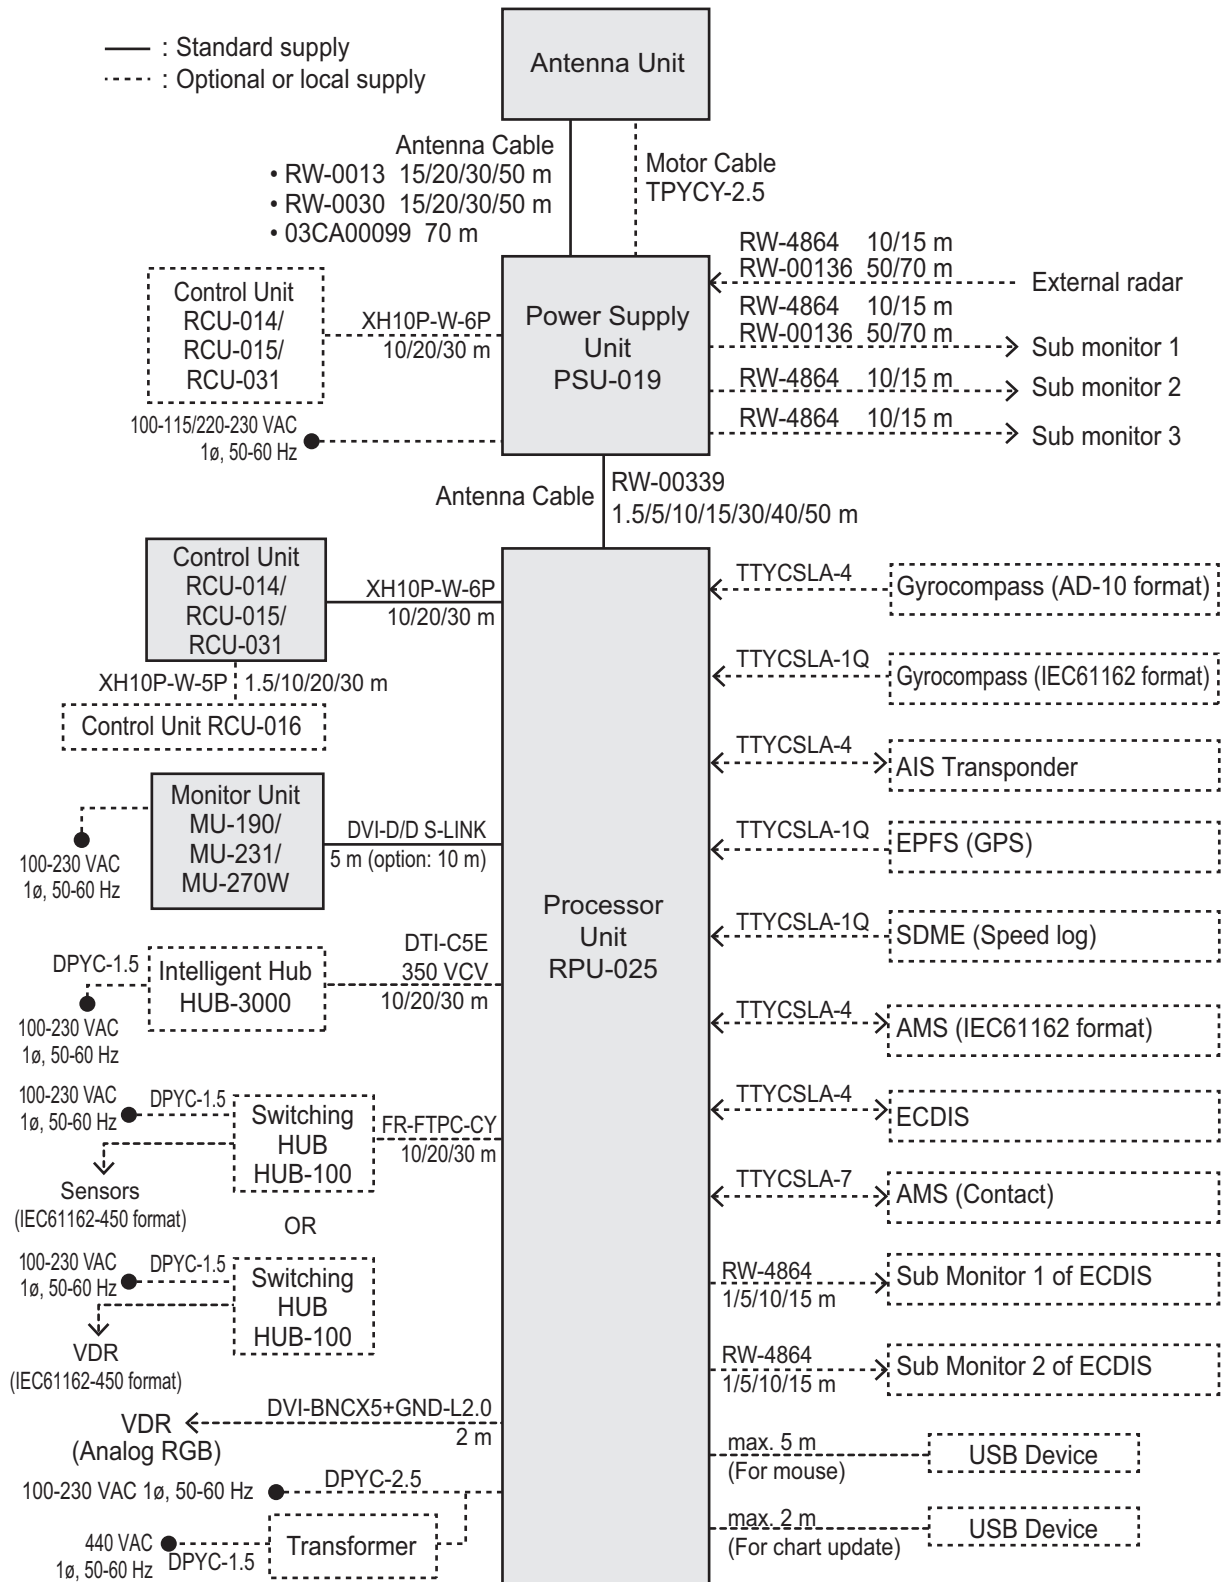 : Standard supply
: Optional or local supply
Antenna Unit
Antenna Cable
• RW-0013 15/20/30/50 m
• RW-0030 15/20/30/50 m
• 03CA00099 70 m
Motor Cable
TPYCY-2.5
RW-4864 10/15 m
RW-00136 50/70 m
External radar
RW-4864 10/15 m
RW-00136 50/70 m
Sub monitor 1
RW-4864 10/15 m
Sub monitor 2
RW-4864 10/15 m
Sub monitor 3
Control Unit
RCU-014/
RCU-015/
RCU-031
XH10P-W-6P
10/20/30 m
Power Supply
Unit
PSU-019
100-115/220-230 VAC
1ø, 50-60 Hz
Antenna Cable
RW-00339
1.5/5/10/15/30/40/50 m
Control Unit
RCU-014/
RCU-015/
RCU-031
XH10P-W-6P
10/20/30 m
XH10P-W-5P
1.5/10/20/30 m
Control Unit RCU-016
Monitor Unit
MU-190/
MU-231/
MU-270W
DVI-D/D S-LINK
5 m (option: 10 m)
100-230 VAC
1ø, 50-60 Hz
Processor
Unit
RPU-025
DPYC-1.5
Intelligent Hub
HUB-3000
DTI-C5E
350 VCV
10/20/30 m
100-230 VAC
1ø, 50-60 Hz
100-230 VAC
1ø, 50-60 Hz
DPYC-1.5
Switching
HUB
HUB-100
FR-FTPC-CY
10/20/30 m
Sensors
(IEC61162-450 format)
OR
100-230 VAC
1ø, 50-60 Hz
DPYC-1.5
Switching
HUB
HUB-100
VDR
(IEC61162-450 format)
VDR
(Analog RGB)
DVI-BNCX5+GND-L2.0
2 m
100-230 VAC 1ø, 50-60 Hz
DPYC-2.5
440 VAC
1ø, 50-60 Hz
DPYC-1.5
Transformer
TTYCSLA-4
Gyrocompass (AD-10 format)
TTYCSLA-1Q
Gyrocompass (IEC61162 format)
TTYCSLA-4
AIS Transponder
TTYCSLA-1Q
EPFS (GPS)
TTYCSLA-1Q
SDME (Speed log)
TTYCSLA-4
AMS (IEC61162 format)
TTYCSLA-4
ECDIS
TTYCSLA-7
AMS (Contact)
RW-4864
1/5/10/15 m
Sub Monitor 1 of ECDIS
RW-4864
1/5/10/15 m
Sub Monitor 2 of ECDIS
max. 5 m
(For mouse)
USB Device
max. 2 m
(For chart update)
USB Device